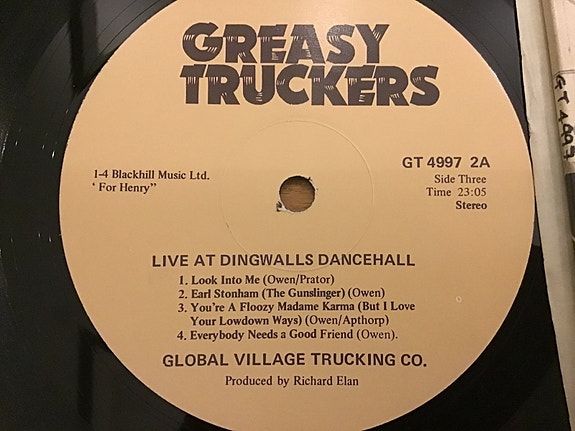 GREASY
TRUCKERS
1-4 Blackhill Music Ltd.
‘ For Henry”
GT 4997 2A
Side Three
Time 23:05
Stereo
LIVE AT DINGWALLS DANCEHALL
1. Look Into Me (Owen/Prator)
2. Earl Stonham (The Gunslinger) (Owen)
3. You're A Floozy Madame Karma (But I Love
Your Lowdown Ways) (Owen/Apthorp)
4. Everybody Needs a Good Friend (Owen).
GLOBAL VILLAGE TRUCKING CO.
Produced by Richard Elan
GT 4997